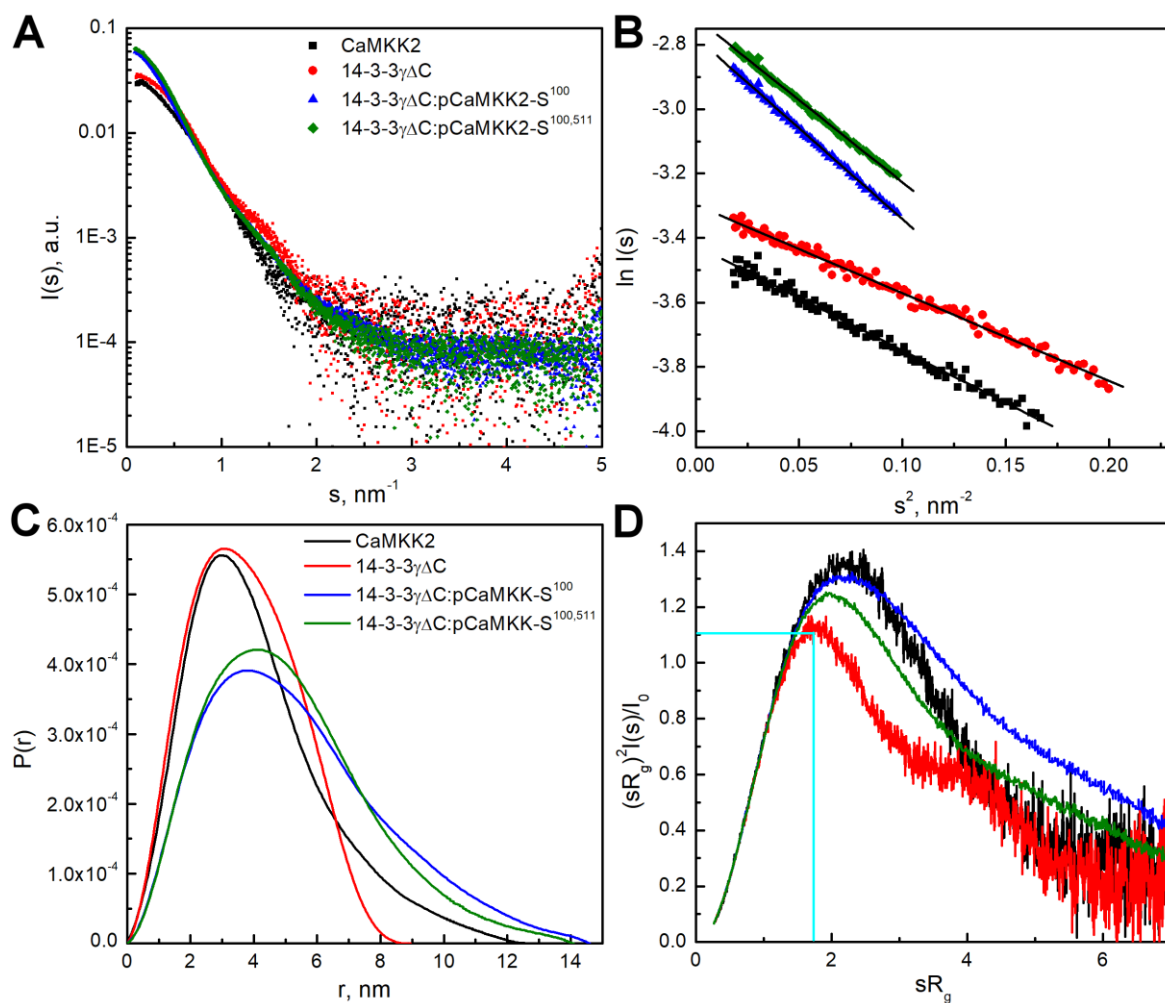 A
CaMKK2
14-3-3γΔC
14-3-3γΔC:pCaMKK2-S¹⁰⁰
14-3-3γΔC:pCaMKK2-S¹⁰⁰,⁵¹¹
0.1
0.01
1E-3
1E-4
1E-5
I(s), a.u.
0 1 2 3 4 5
s, nm⁻¹
B
-2.8
-3.0
-3.2
-3.4
-3.6
-3.8
-4.0
ln I(s)
0.00 0.05 0.10 0.15 0.20
s², nm⁻²
C
CaMKK2
14-3-3γΔC
14-3-3γΔC:pCaMKK-S¹⁰⁰
14-3-3γΔC:pCaMKK-S¹⁰⁰,⁵¹¹
6.0x10⁻⁴
5.0x10⁻⁴
4.0x10⁻⁴
3.0x10⁻⁴
2.0x10⁻⁴
1.0x10⁻⁴
0.0
P(r)
0 2 4 6 8 10 12 14
r, nm
D
1.4
1.2
1.0
0.8
0.6
0.4
0.2
0.0
(sRg)²I(s)/I₀
0 2 4 6
sRg